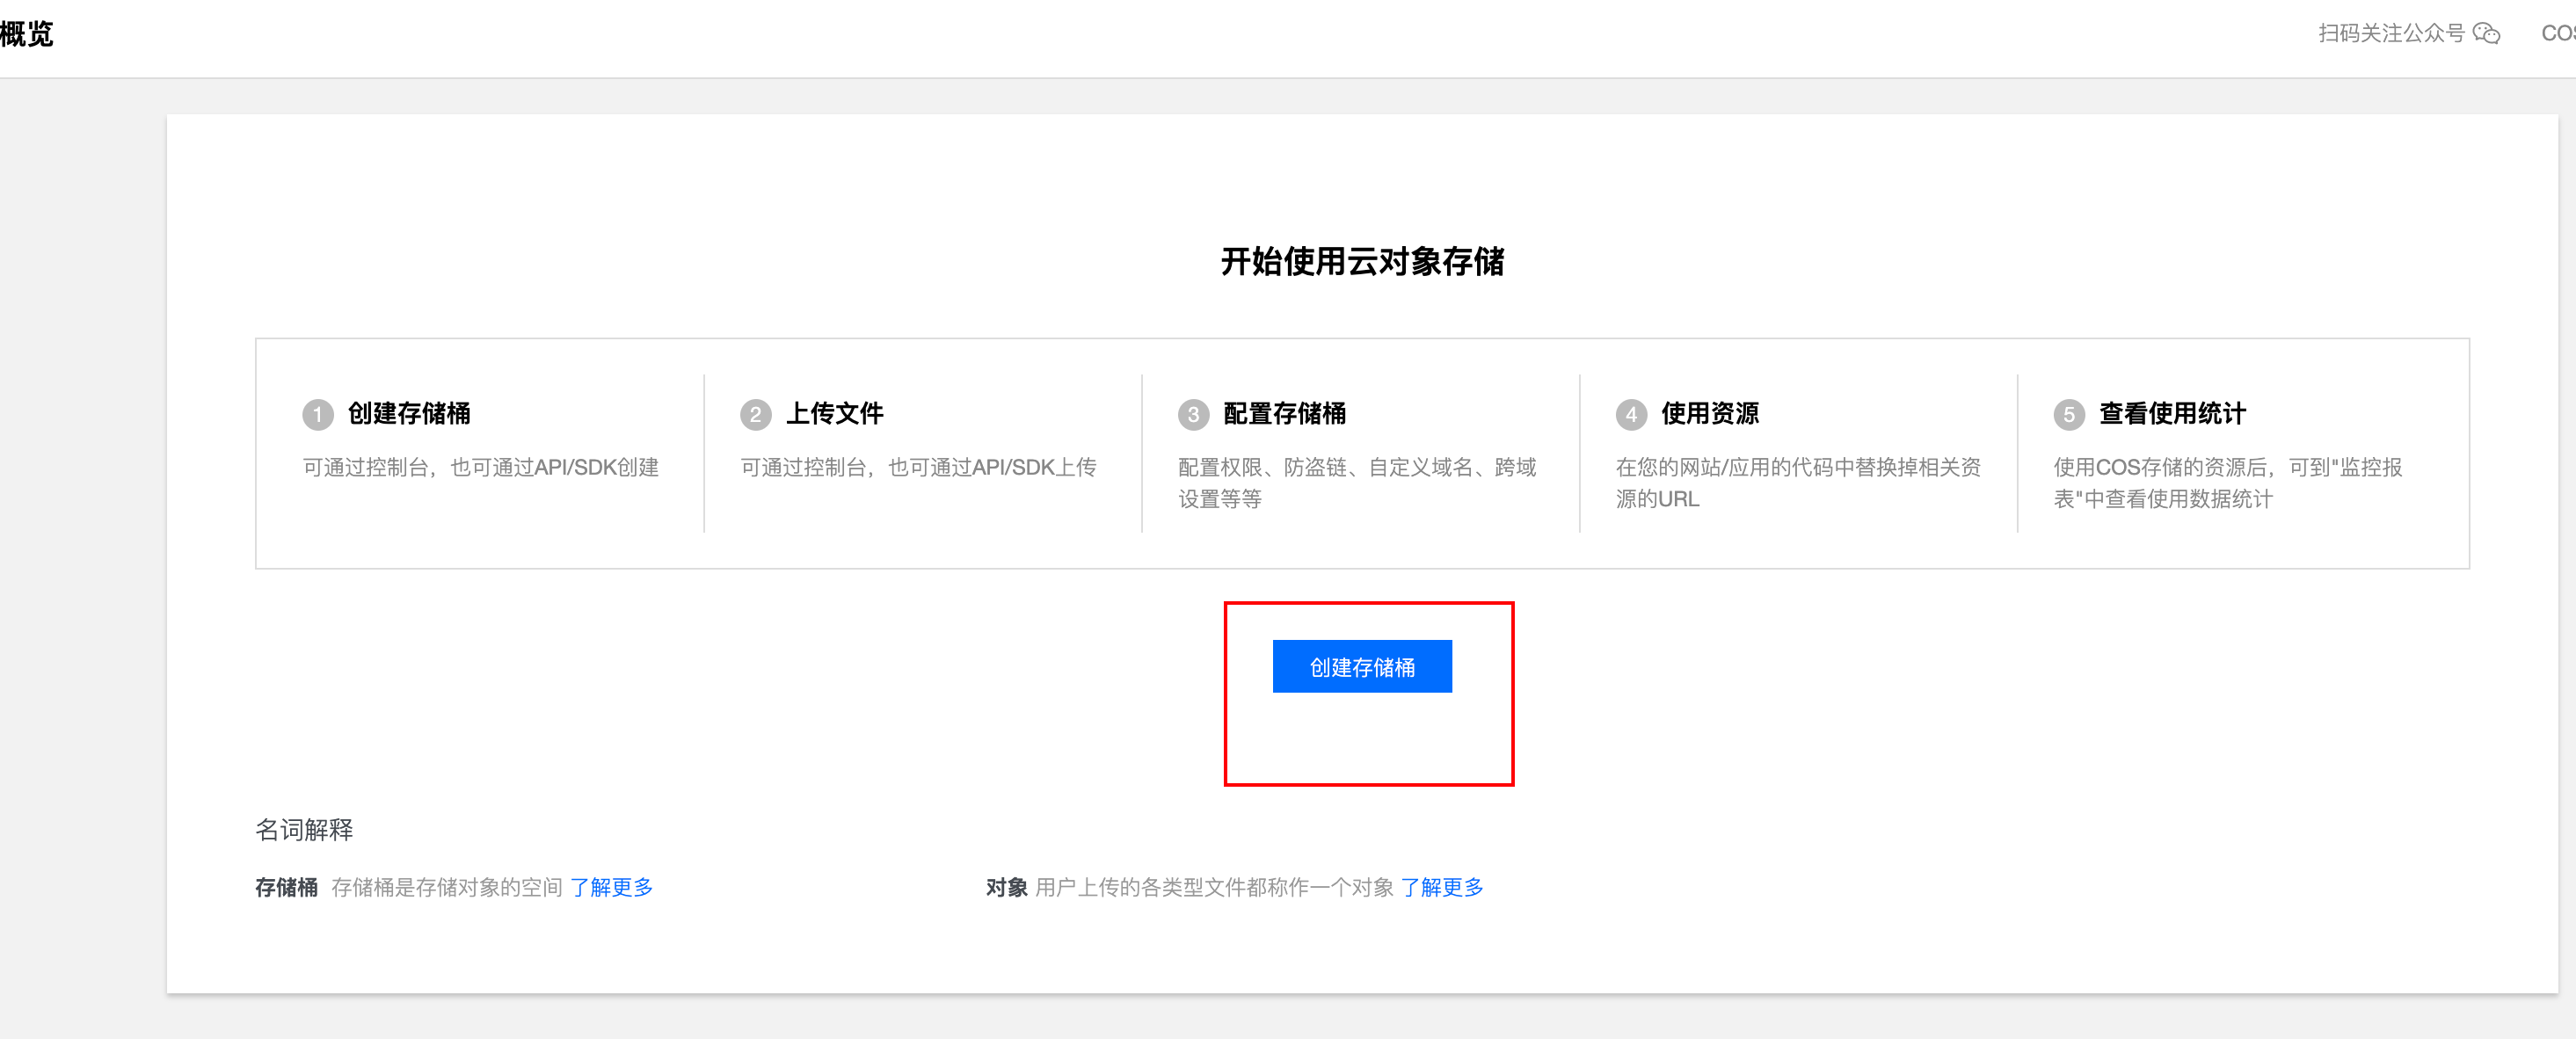 概览
扫码关注公众号
开始使用云对象存储
1 创建存储桶
可通过控制台，也可通过API/SDK创建
2 上传文件
可通过控制台，也可通过API/SDK上传
3 配置存储桶
配置权限、防盗链、自定义域名、跨域
设置等等
4 使用资源
在您的网站/应用的代码中替换掉相关资
源的URL
5 查看使用统计
使用COS存储的资源后，可到"监控报
表"中查看使用数据统计
创建存储桶
名词解释
存储桶 存储桶是存储对象的空间 了解更多
对象 用户上传的各类型文件都称作一个对象 了解更多